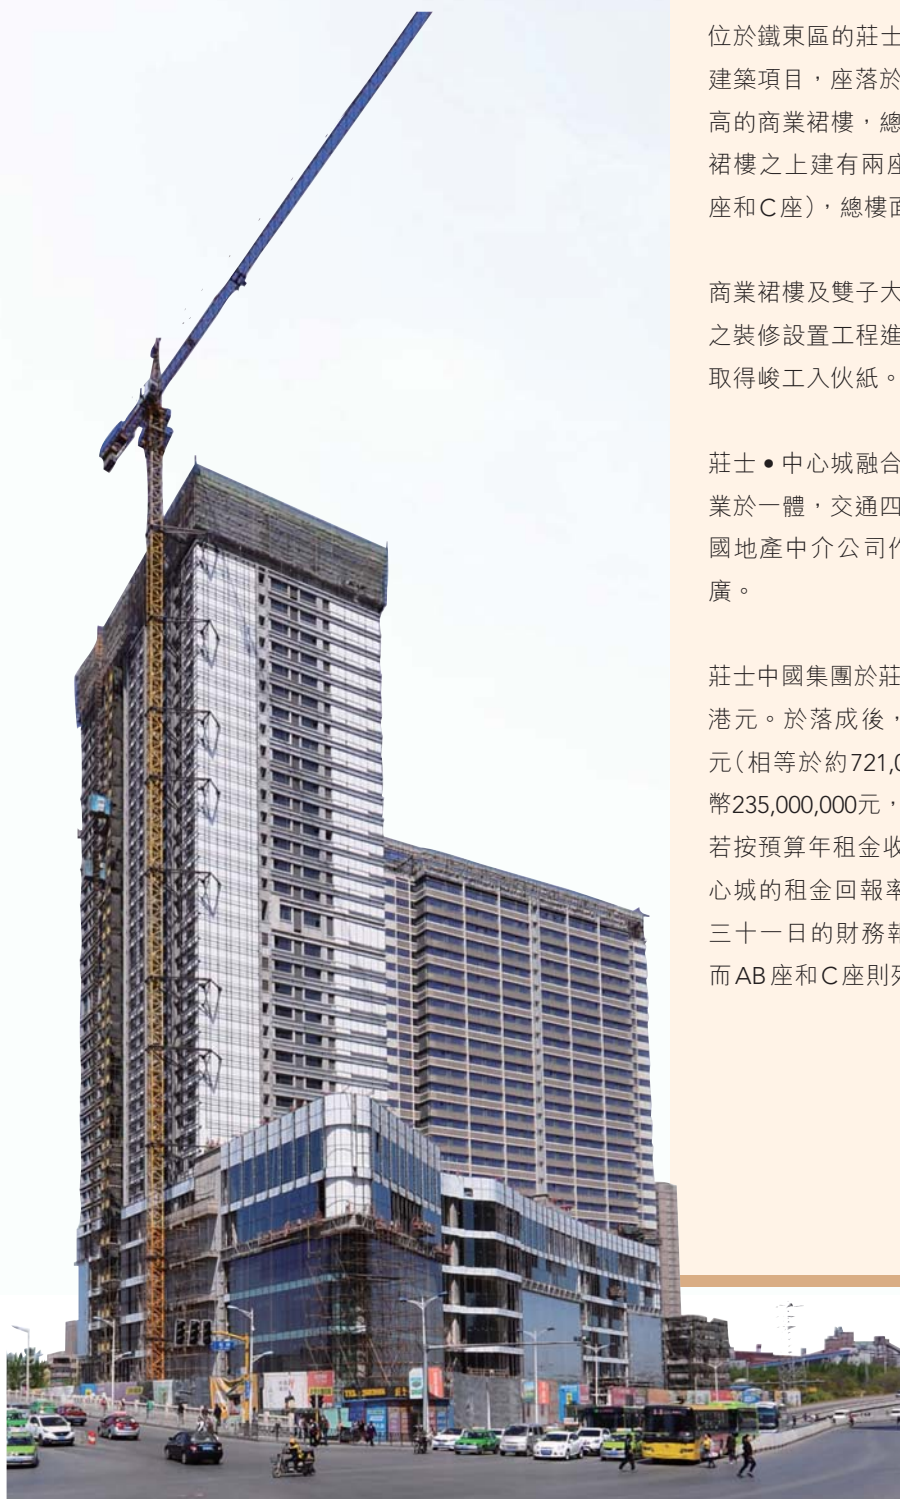 位於鐵東區的莊士
建築項目，座落於
高的商業裙樓，總
裙樓之上建有兩座
座和C座），總樓面
商業裙樓及雙子大
之裝修設置工程進
取得峻工入伙紙。
莊士•中心城融合
業於一體，交通四
國地產中介公司作
廣。
莊士中國集團於莊
港元。於落成後，
元（相等於約721,0
幣235,000,000元，
若按預算年租金收
心城的租金回報率
三十一日的財務報
而AB座和C座則列